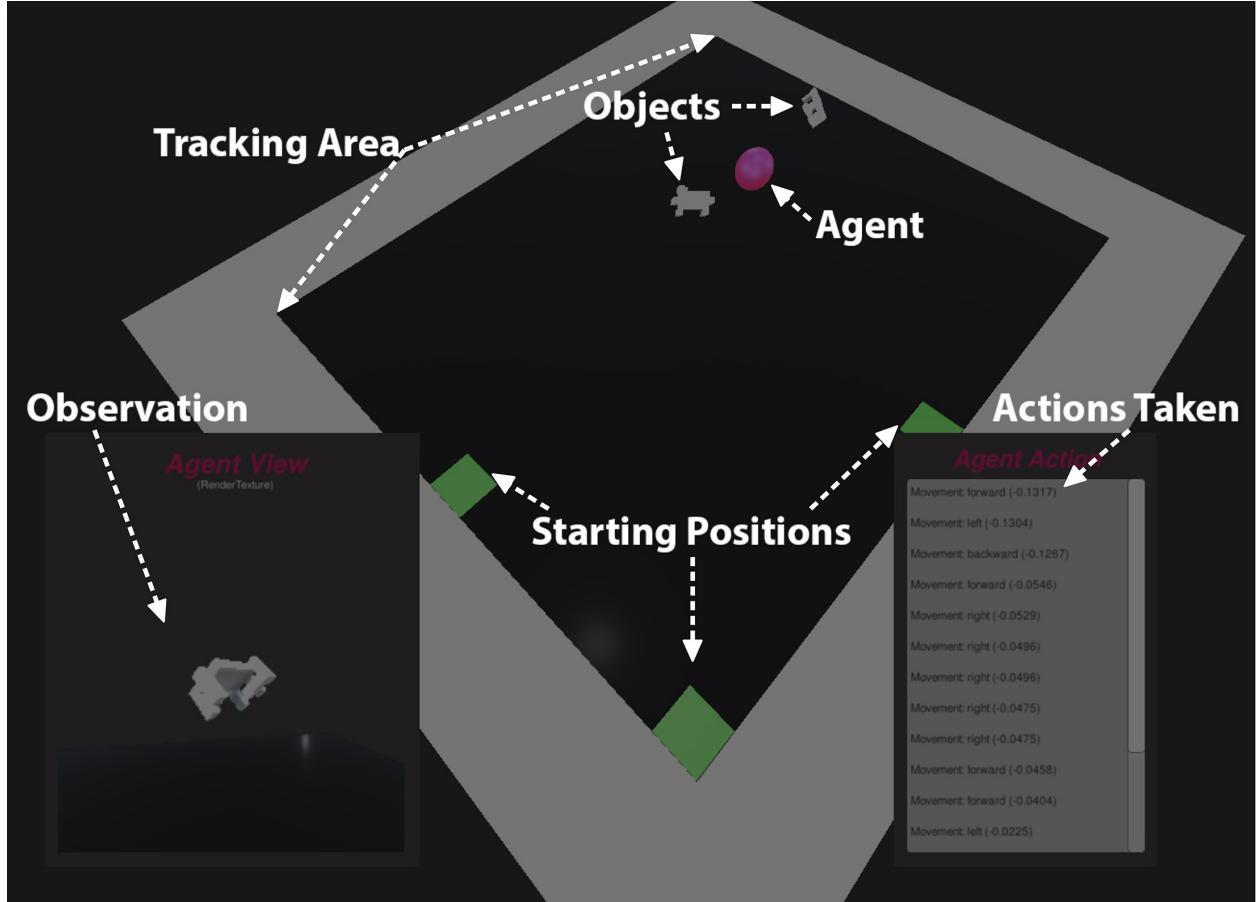 Objects
Tracking Area
Agent
Observation
Actions Taken
Agent View
(RenderTexture)
Agent Action
Movement: forward (-0.1317)
Movement: left (-0.1304)
Movement: backward (-0.1267)
Movement: forward (-0.0546)
Movement: right (-0.0529)
Movement: right (-0.0496)
Movement: right (-0.0496)
Movement: right (-0.0475)
Movement: right (-0.0475)
Movement: forward (-0.0458)
Movement: forward (-0.0404)
Movement: left (-0.0225)
Starting Positions